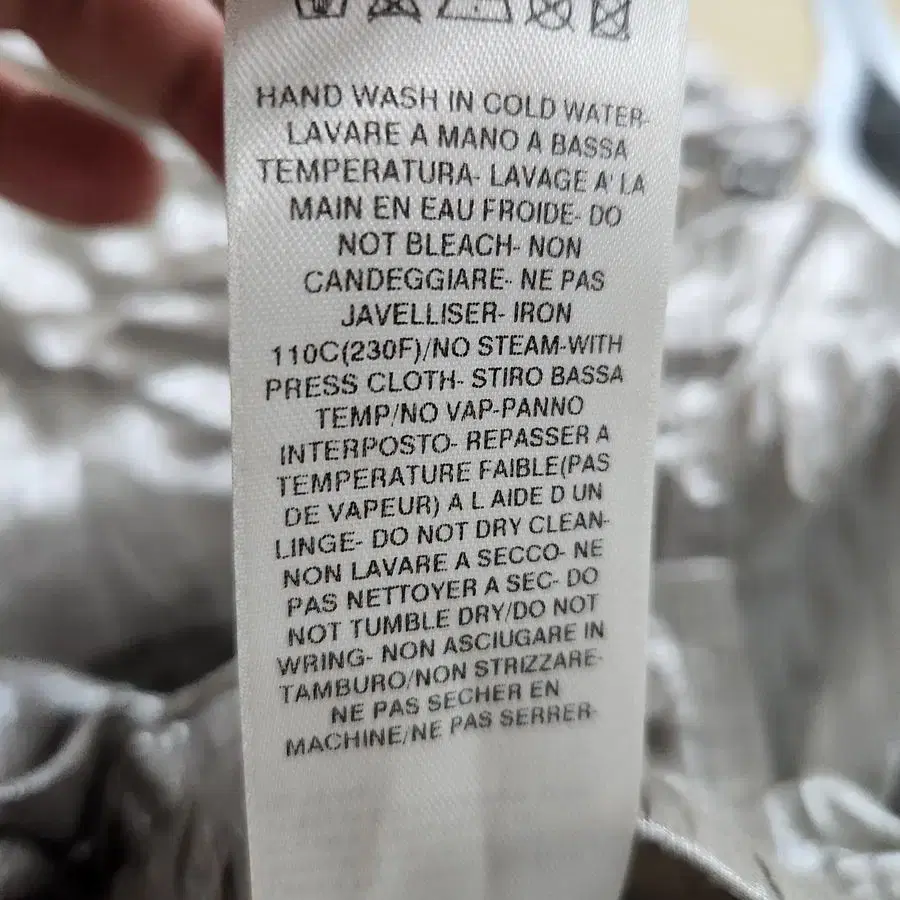 HAND WASH IN COLD WATER-
LAVARE A MANO A BASSA
TEMPERATURA- LAVAGE A' LA
MAIN EN EAU FROIDE- DO
NOT BLEACH- NON
CANDEGGIARE- NE PAS
JAVELLISER- IRON
110C(230F)/NO STEAM-WITH
PRESS CLOTH- STIRO BASSA
TEMP/NO VAP-PANNO
INTERPOSTO- REPASSER A
TEMPERATURE FAIBLE(PAS
DE VAPEUR) A L AIDE D UN
LINGE- DO NOT DRY CLEAN-
NON LAVARE A SECCO- NE
PAS NETTOYER A SEC- DO
NOT TUMBLE DRY/DO NOT
WRING- NON ASCIUGARE IN
TAMBURO/NON STRIZZARE-
NE PAS SECHER EN
MACHINE/NE PAS SERRER-